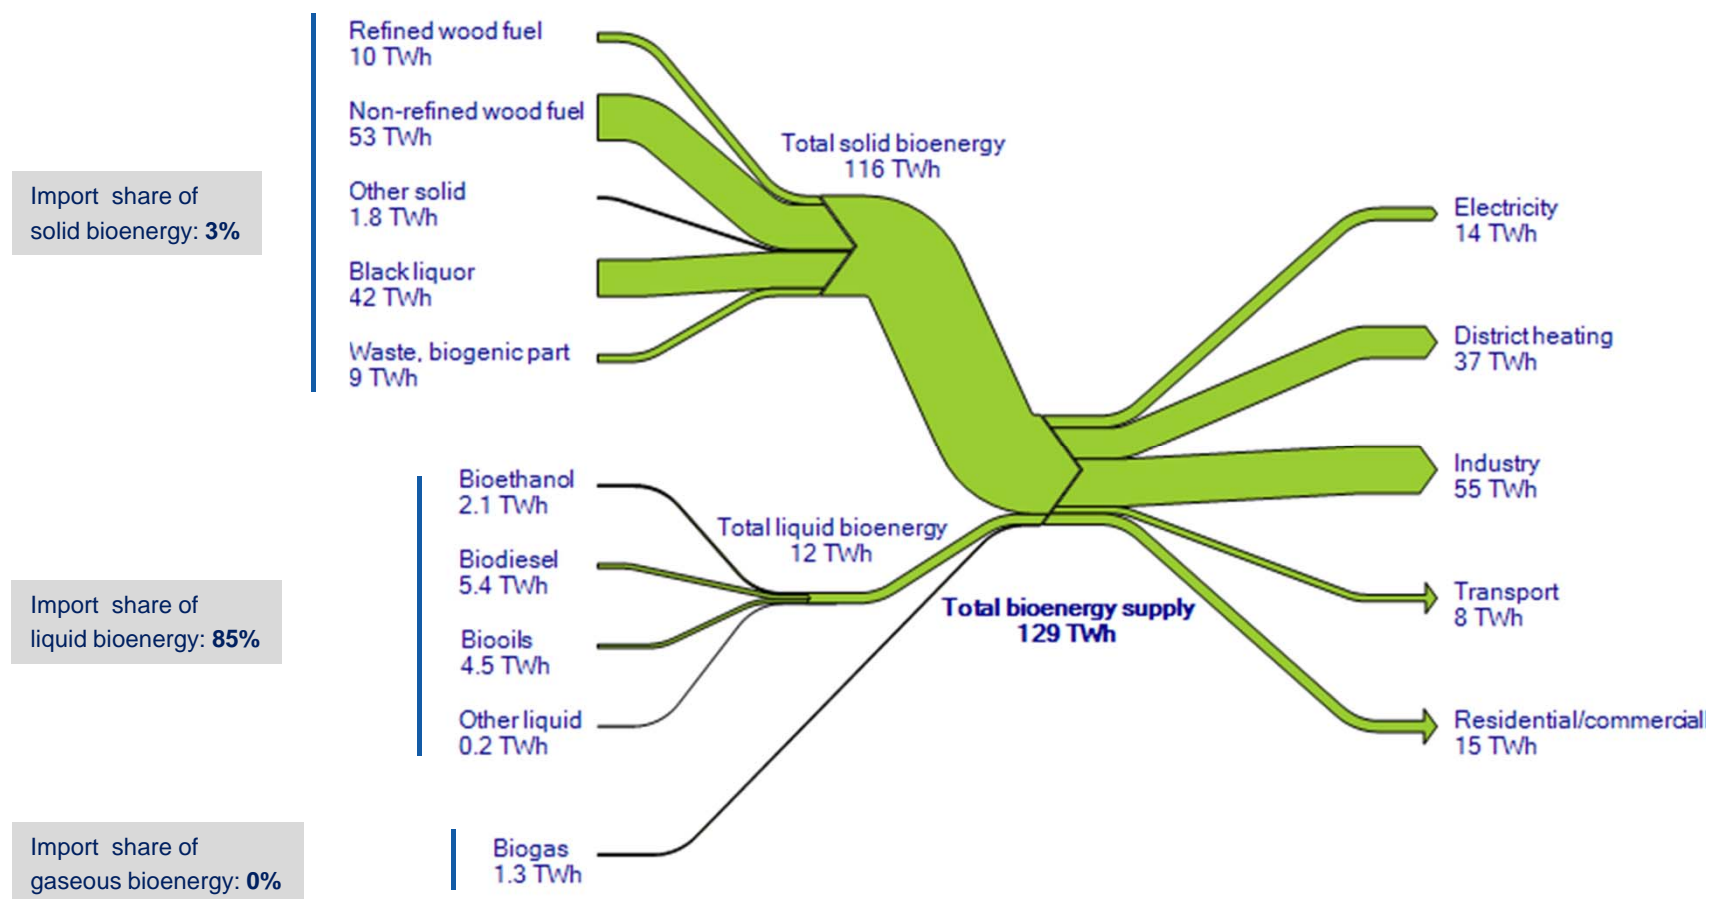 Refined wood fuel
10 TWh
Non-refined wood fuel
53 TWh
Other solid
1.8 TWh
Black liquor
42 TWh
Waste, biogenic part
9 TWh
Import share of
solid bioenergy: 3%
Total solid bioenergy
116 TWh
Bioethanol
2.1 TWh
Biodiesel
5.4 TWh
Biooils
4.5 TWh
Other liquid
0.2 TWh
Import share of
liquid bioenergy: 85%
Total liquid bioenergy
12 TWh
Biogas
1.3 TWh
Import share of
gaseous bioenergy: 0%
Total bioenergy supply
129 TWh
Electricity
14 TWh
District heating
37 TWh
Industry
55 TWh
Transport
8 TWh
Residential/commercial
15 TWh